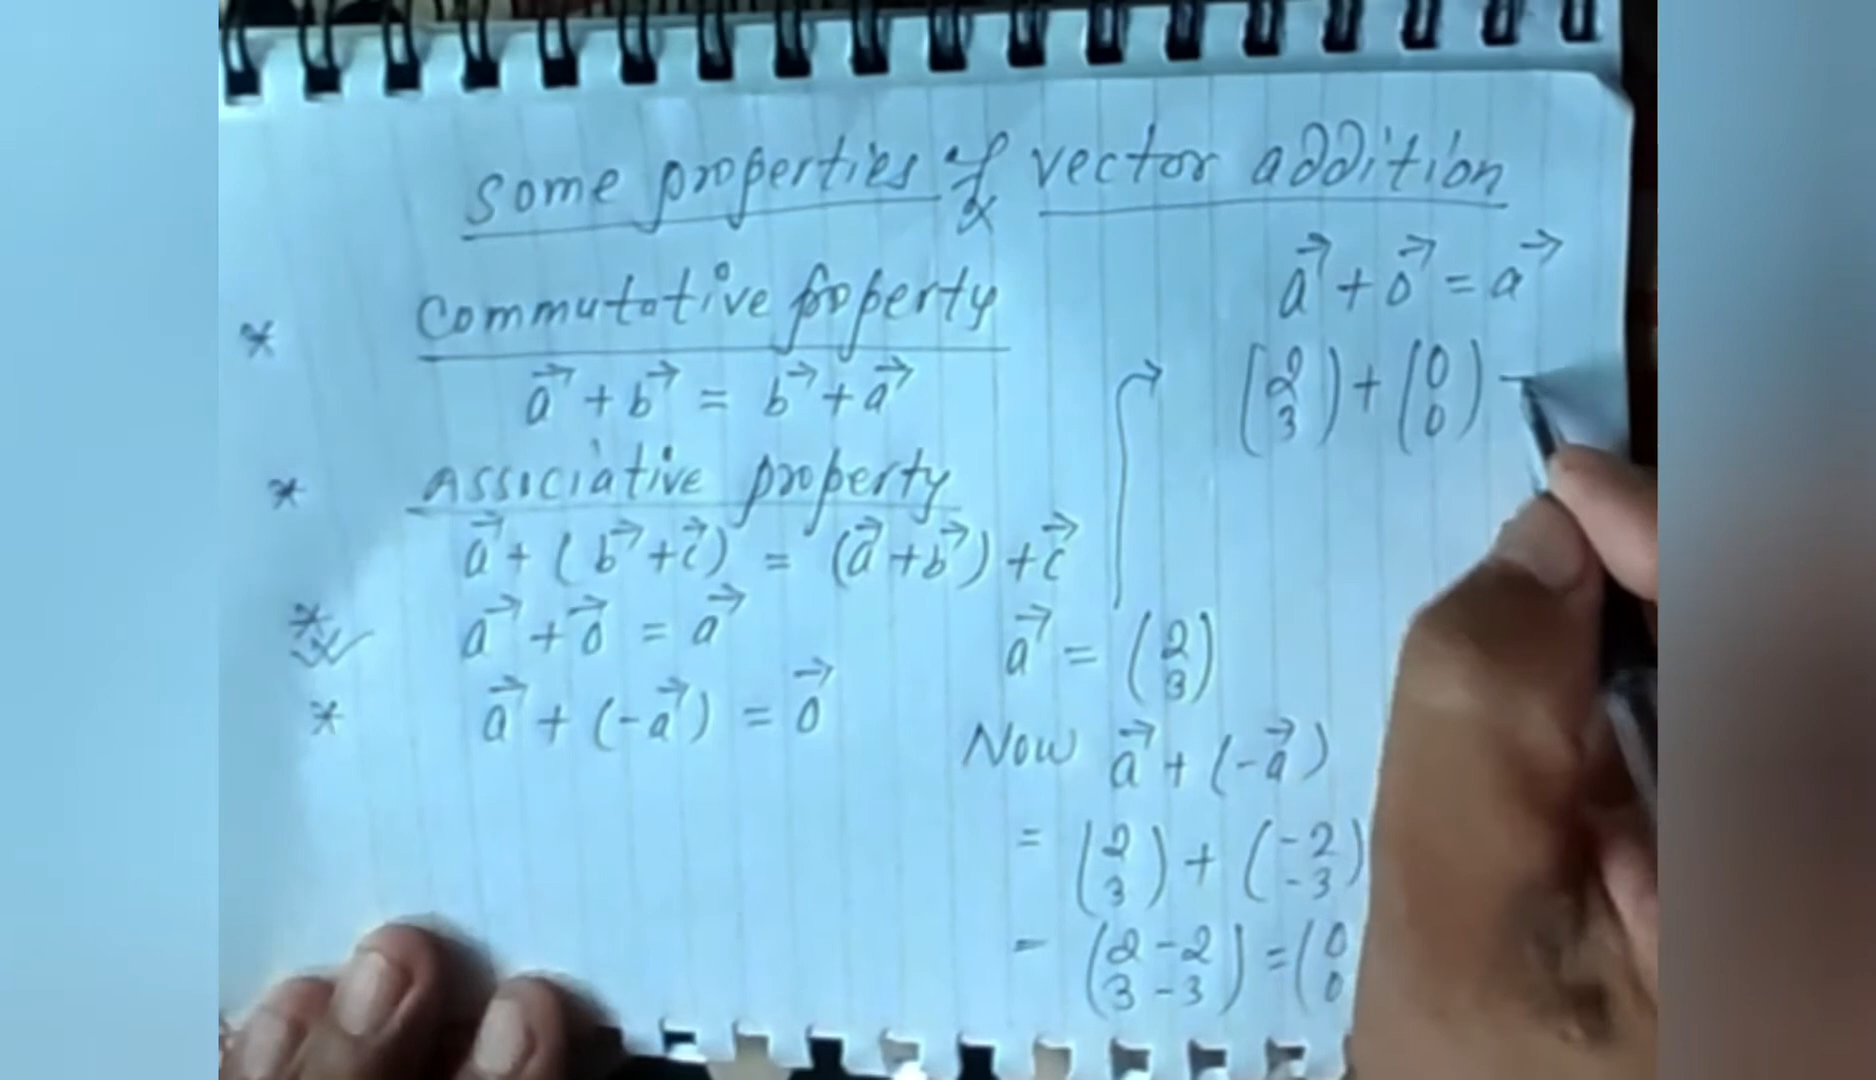 Some properties of vector addition
* Commutative property
a⃗ + b⃗ = b⃗ + a⃗
* Associative property
a⃗ + (b⃗ + c⃗) = (a⃗ + b⃗) + c⃗
* a⃗ + 0⃗ = a⃗
* a⃗ + (-a⃗) = 0⃗
a⃗ + 0⃗ = a⃗
(2 3) + (0 0) -
a⃗ = (2 3)
Now a⃗ + (-a⃗)
= (2 3) + (-2 -3)
= (2-2 3-3) = (0 0